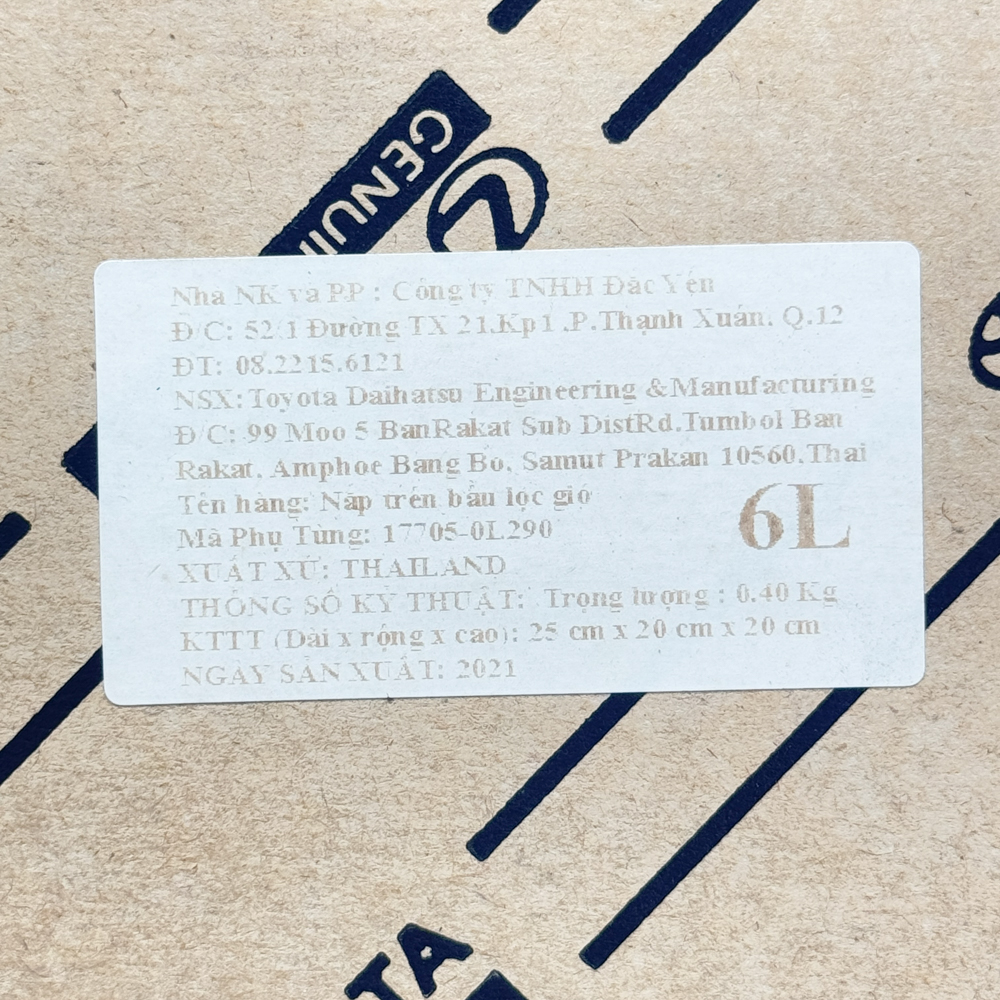 GENUI
Nhà NK và PP : Công ty TNHH Đắc Yến
Đ/C: 52/1 Đường TX 21,Kp1 ,P.Thạnh Xuân, Q.12
ĐT: 08.2215.6121
NSX: Toyota Daihatsu Engineering &Manufacturing
Đ/C: 99 Moo 5 BanRakat Sub DistRd,Tumbol Ban
Rakat, Amphoe Bang Bo, Samut Prakan 10560,Thai
Tên hàng: Nắp trên bầu lọc gió
Mã Phụ Tùng: 17705-0L290
6L
XUẤT XỨ: THAILAND
THÔNG SỐ KỸ THUẬT: Trọng lượng : 0.40 Kg
KTTT (Dài x rộng x cao): 25 cm x 20 cm x 20 cm
NGÀY SẢN XUẤT: 2021
TA